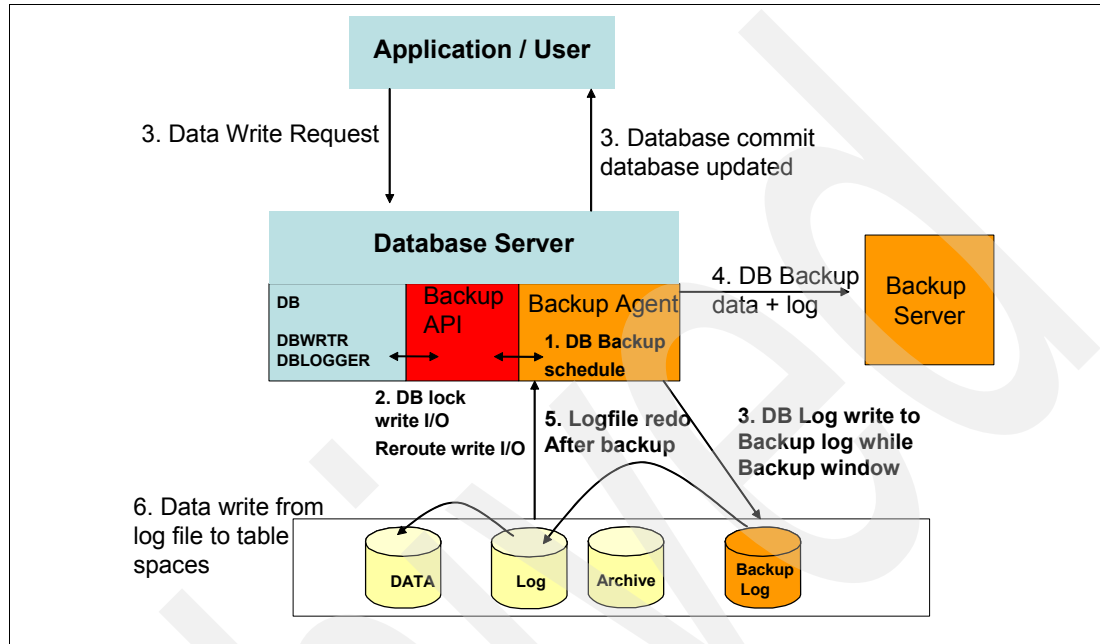 Application / User
3. Data Write Request
3. Database commit
database updated
Database Server
DB
DBWRTR
DBLOGGER
Backup
API
Backup Agent
1. DB Backup
schedule
4. DB Backup
data + log
Backup
Server
2. DB lock
write I/O
Reroute write I/O
5. Logfile redo
After backup
3. DB Log write to
Backup log while
Backup window
6. Data write from
log file to table
spaces
DATA
Log
Archive
Backup
Log